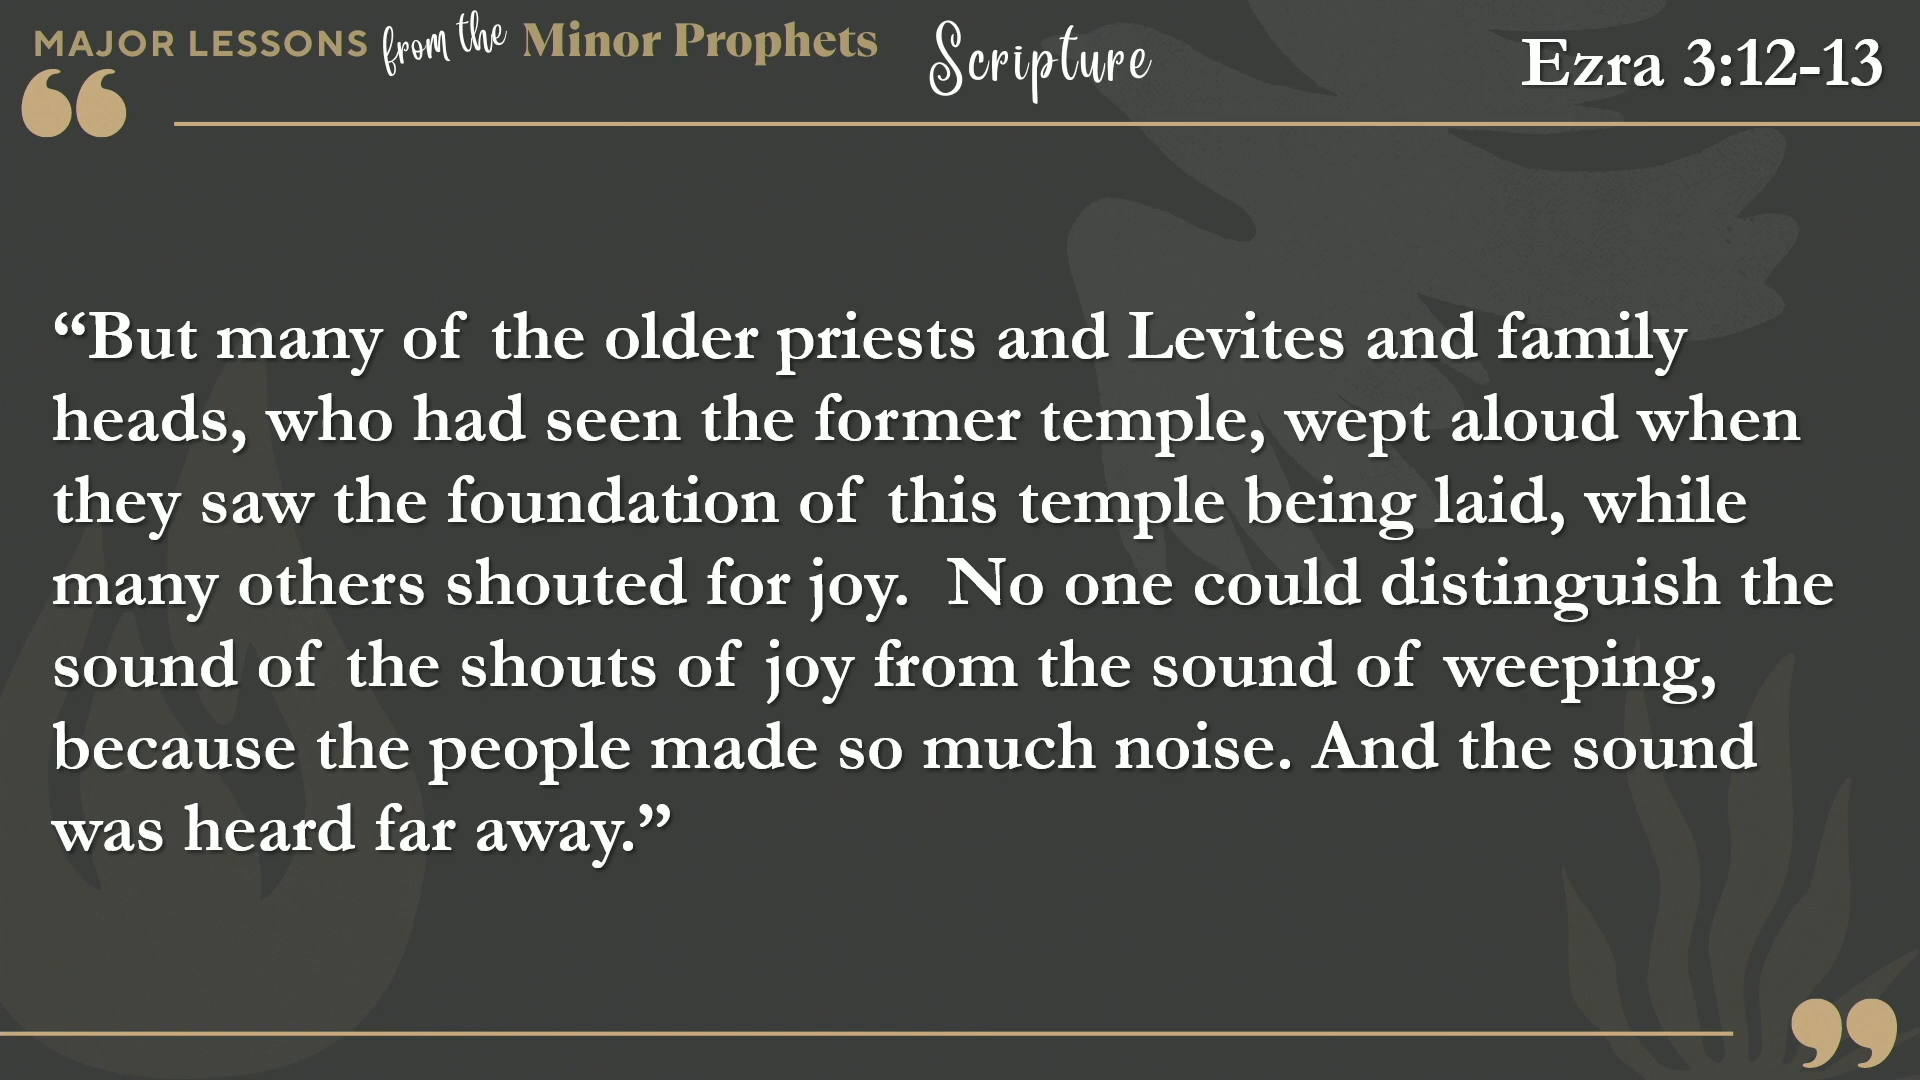 MAJOR LESSONS from the Minor Prophets Scripture Ezra 3:12-13
“But many of the older priests and Levites and family
heads, who had seen the former temple, wept aloud when
they saw the foundation of this temple being laid, while
many others shouted for joy.  No one could distinguish the
sound of the shouts of joy from the sound of weeping,
because the people made so much noise. And the sound
was heard far away.”